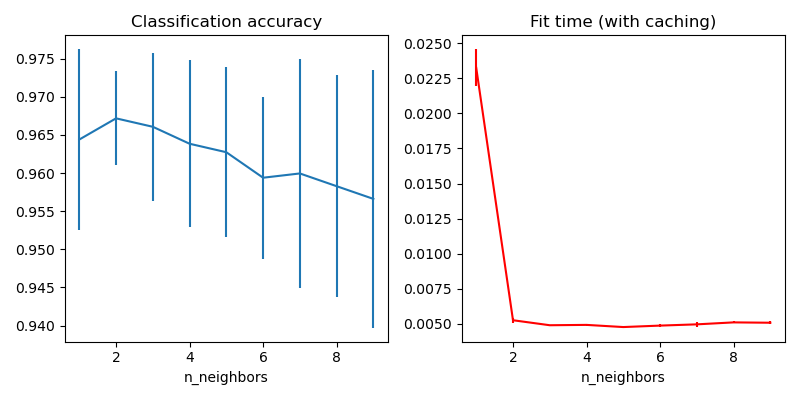 Classification accuracy
0.975
0.970
0.965
0.960
0.955
0.950
0.945
0.940
2 4 6 8
n_neighbors
Fit time (with caching)
0.0250
0.0225
0.0200
0.0175
0.0150
0.0125
0.0100
0.0075
0.0050
2 4 6 8
n_neighbors